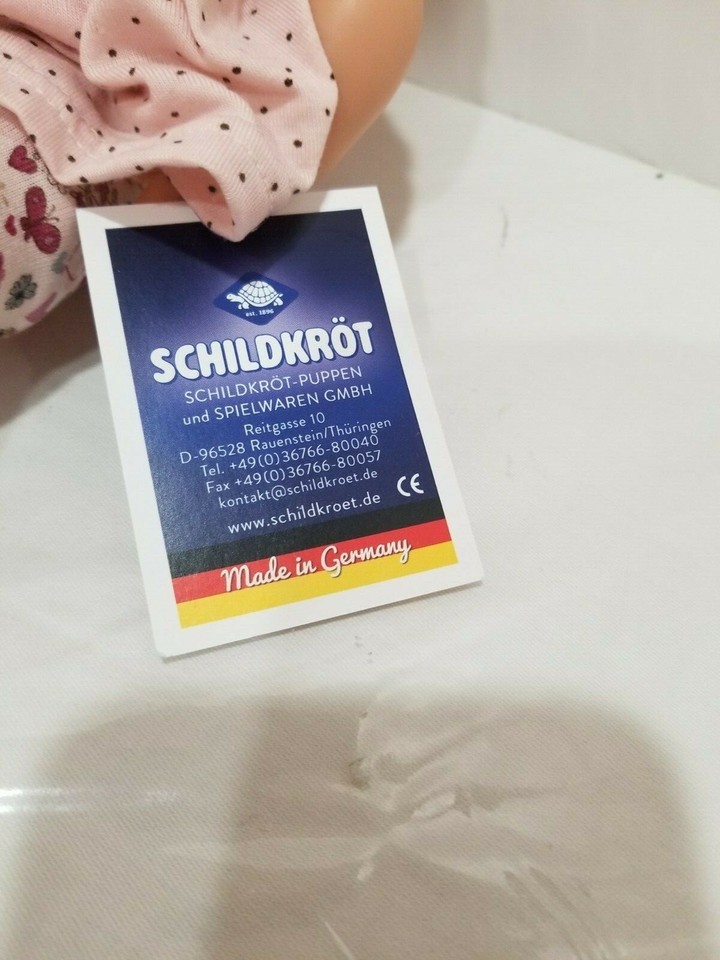 est. 1896
SCHILDKRÖT
SCHILDKRÖT-PUPPEN
und SPIELWAREN GMBH
Reitgasse 10
D-96528 Rauenstein/Thüringen
Tel. +49(0)36766-80040
Fax +49(0)36766-80057
kontakt@schildkroet.de
www.schildkroet.de CE
Made in Germany